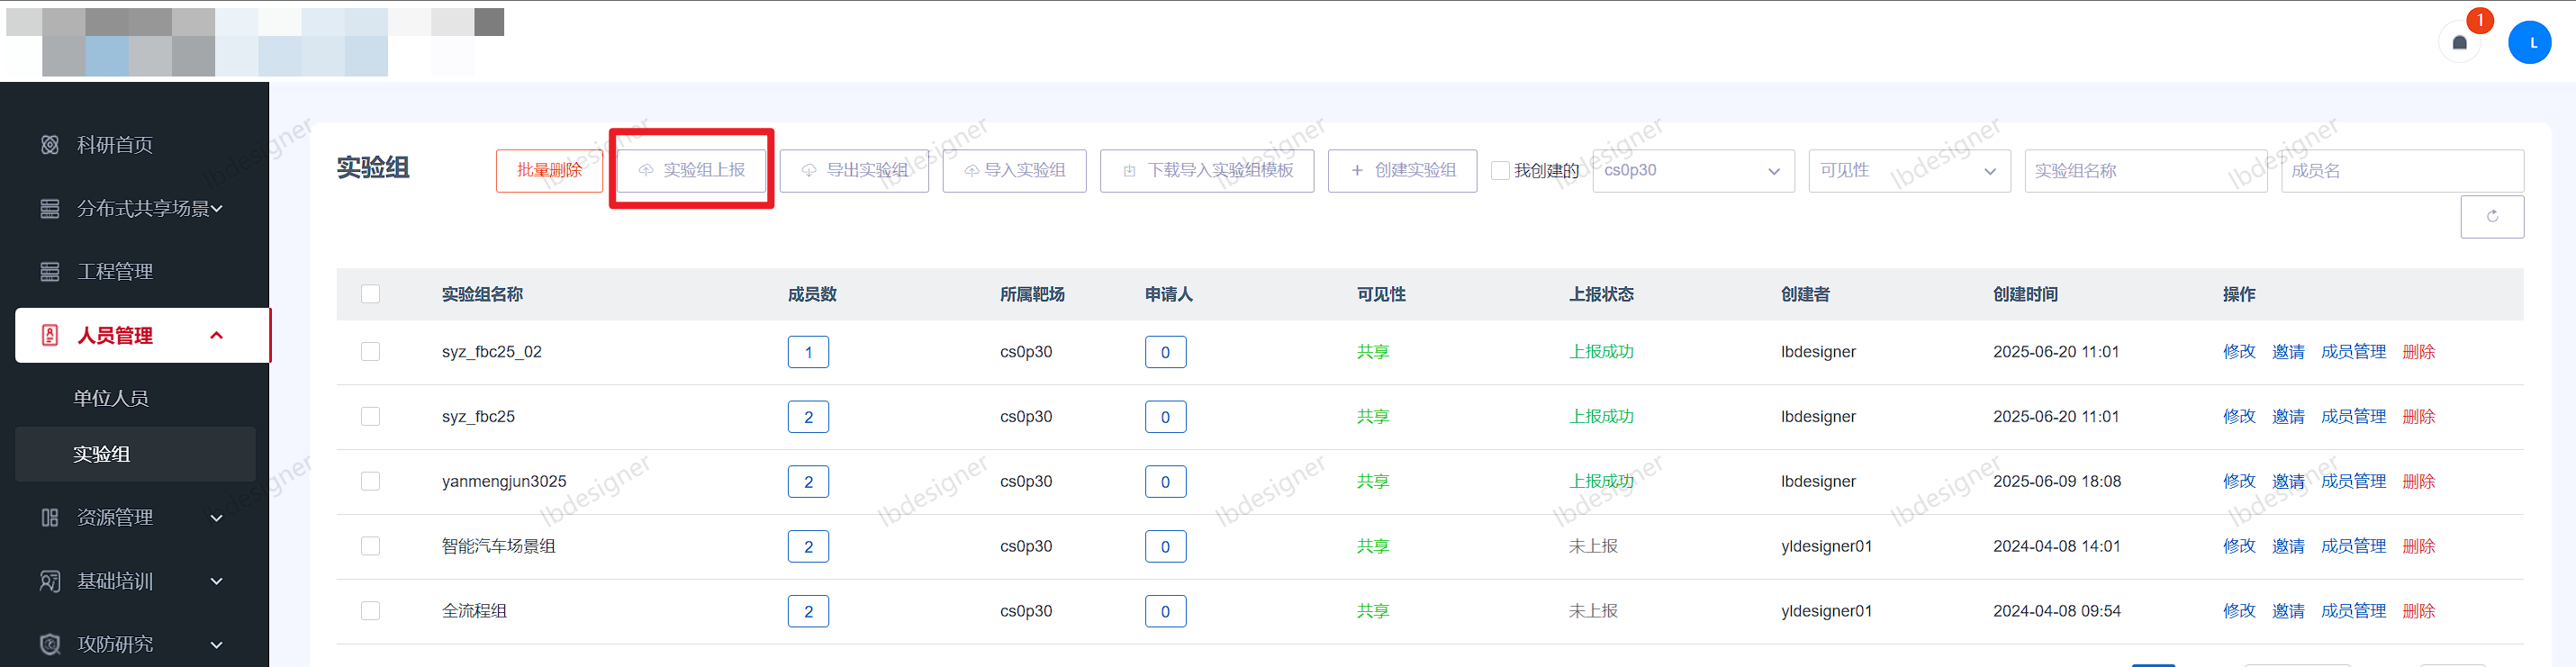 1
L
科研首页
分布式共享场景
工程管理
人员管理
单位人员
实验组
资源管理
基础培训
攻防研究
实验组
批量删除
实验组上报
导出实验组
导入实验组
下载导入实验组模板
创建实验组
我创建的
cs0p30
可见性
实验组名称
成员名
实验组名称 成员数 所属靶场 申请人 可见性 上报状态 创建者 创建时间 操作
syz_fbc25_02 1 cs0p30 0 共享 上报成功 lbdesigner 2025-06-20 11:01 修改 邀请 成员管理 删除
syz_fbc25 2 cs0p30 0 共享 上报成功 lbdesigner 2025-06-20 11:01 修改 邀请 成员管理 删除
yanmengjun3025 2 cs0p30 0 共享 上报成功 lbdesigner 2025-06-09 18:08 修改 邀请 成员管理 删除
智能汽车场景组 2 cs0p30 0 共享 未上报 yldesigner01 2024-04-08 14:01 修改 邀请 成员管理 删除
全流程组 2 cs0p30 0 共享 未上报 yldesigner01 2024-04-08 09:54 修改 邀请 成员管理 删除
lbdesigner lbdesigner lbdesigner lbdesigner lbdesigner lbdesigner lbdesigner
lbdesigner lbdesigner lbdesigner lbdesigner lbdesigner lbdesigner lbdesigner